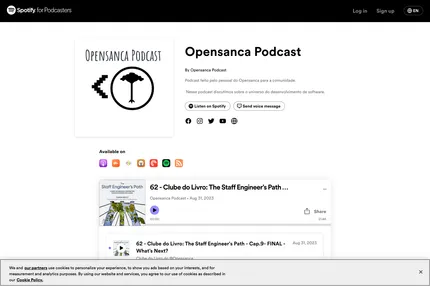 Spotify for Podcasters
Log in
Sign up
EN
OPENSANCA PODCAST
Opensanca Podcast
By Opensanca Podcast
Podcast feito pelo pessoal do Opensanca para a comunidade.
Nesse podcast discutimos sobre o universo do desenvolvimento de software.
Listen on Spotify
Send voice message
Available on
The
Staff Engineer's
Path
62 - Clube do Livro: The Staff Engineer's Path ...
Opensanca Podcast • Aug 31, 2023
Share
62 - Clube do Livro: The Staff Engineer's Path - Cap.9- FINAL -
What's Next?
Aug 31, 2023
Clube do Livro do @Opensanca
We and our partners use cookies to personalize your experience, to show you ads based on your interests, and for
measurement and analytics purposes. By using our website and services, you agree to our use of cookies as described in
our Cookie Policy.